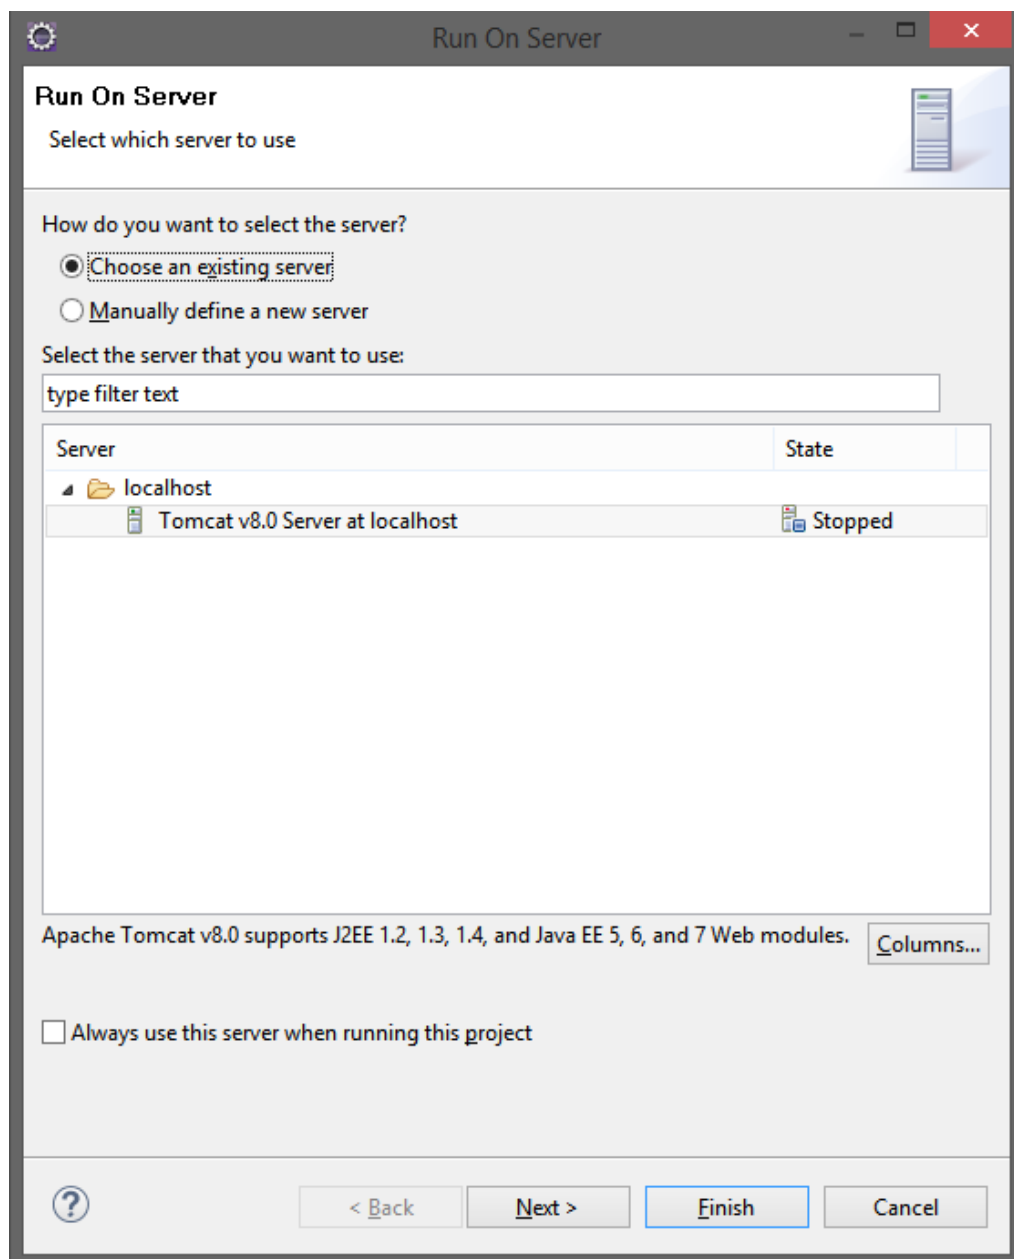 Run On Server
Run On Server
Select which server to use
How do you want to select the server?
Choose an existing server
Manually define a new server
Select the server that you want to use:
type filter text
Server State
localhost
Tomcat v8.0 Server at localhost Stopped
Apache Tomcat v8.0 supports J2EE 1.2, 1.3, 1.4, and Java EE 5, 6, and 7 Web modules. Columns...
Always use this server when running this project
? < Back Next > Finish Cancel